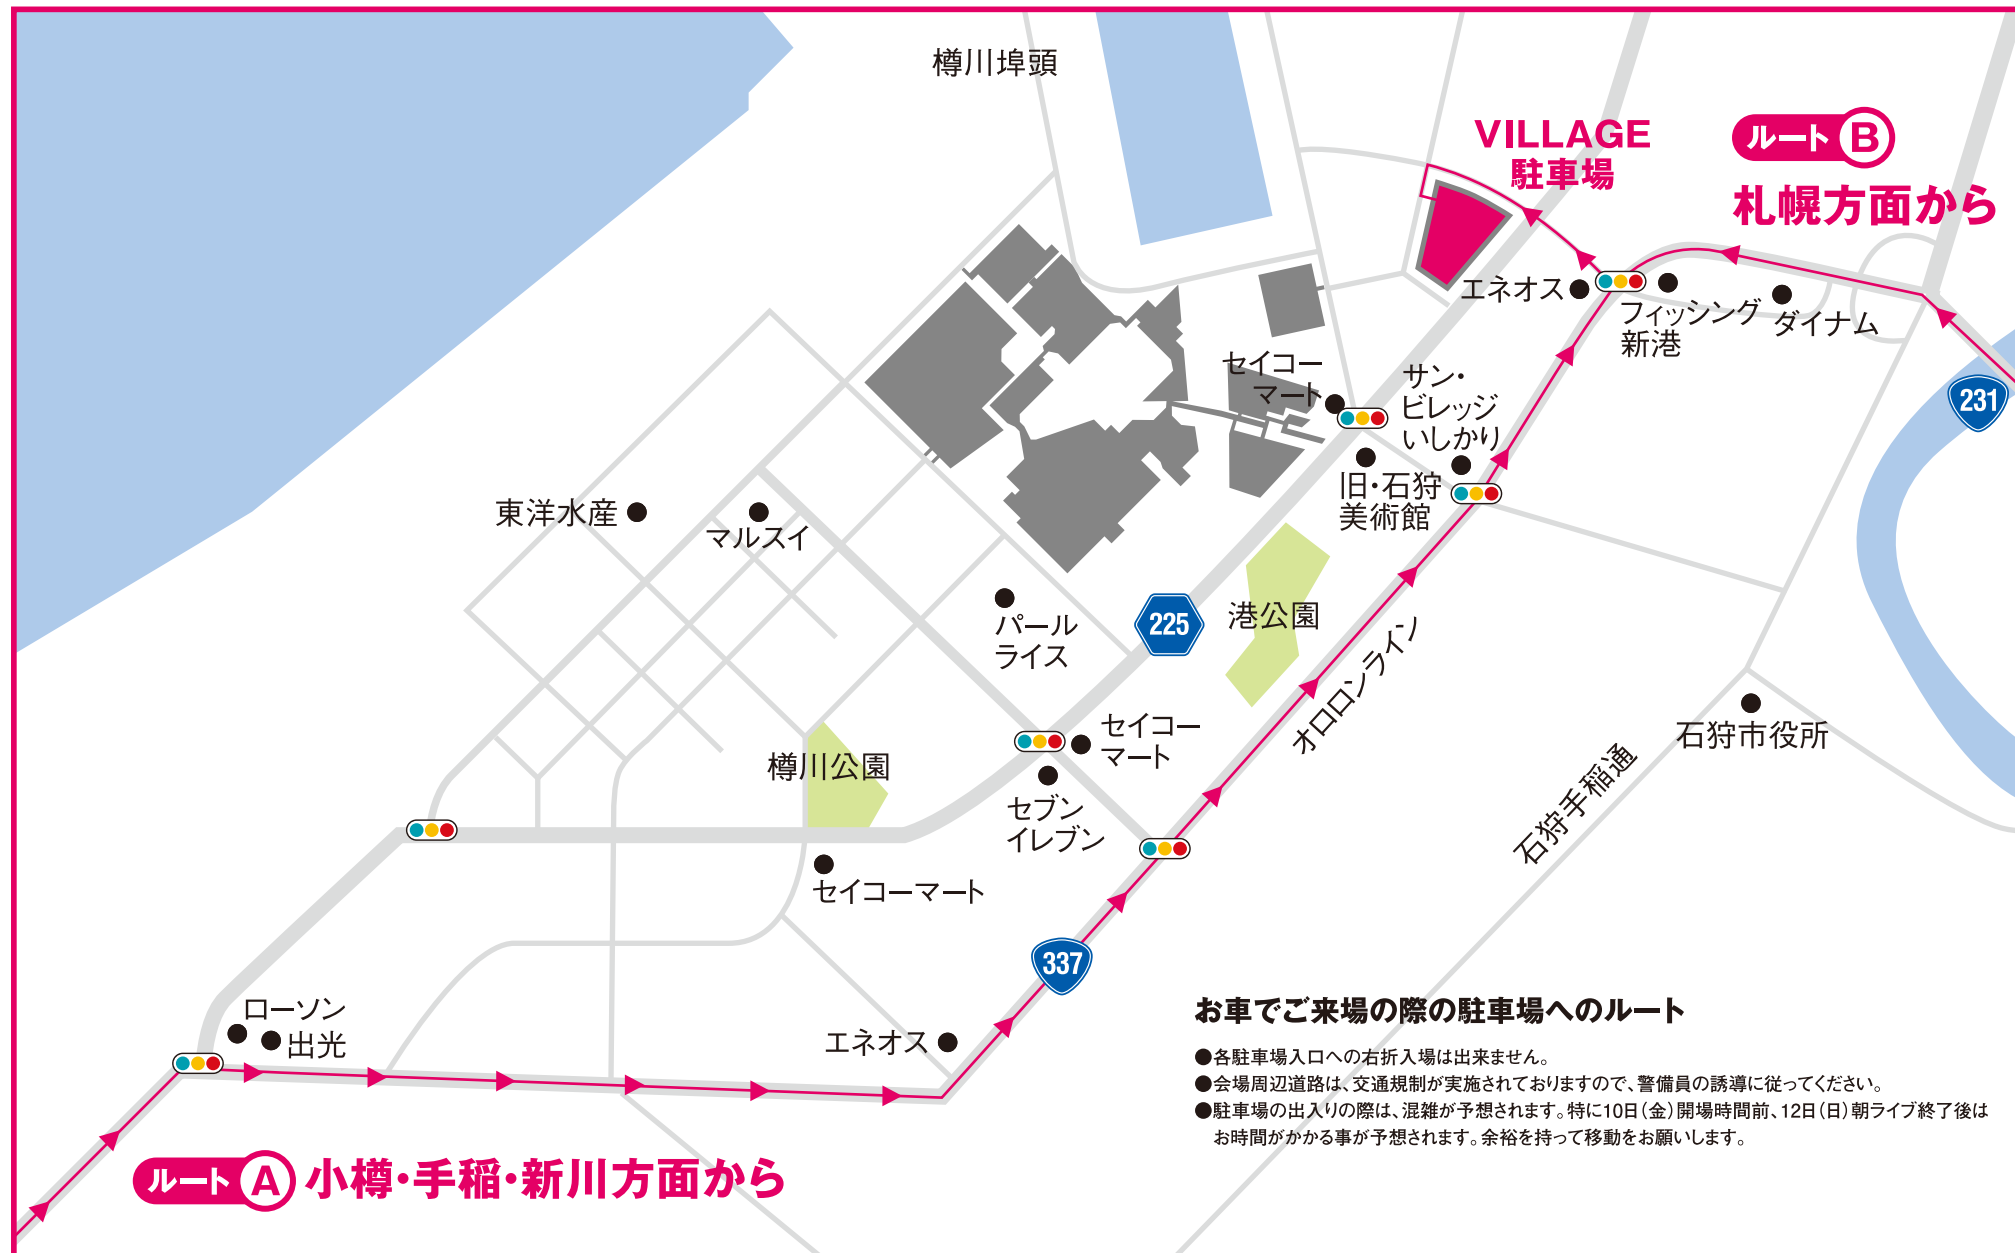 樽川埠頭
VILLAGE
駐車場
ルート B
札幌方面から
エネオス
フィッシング
新港
ダイナム
231
セイコー
マート
サン・
ビレッジ
いしかり
旧・石狩
美術館
東洋水産
マルスイ
パール
ライス
225
港公園
オロロンライン
セイコー
マート
セブン
イレブン
樽川公園
石狩市役所
石狩手稲通
セイコーマート
337
ローソン
出光
エネオス
ルート A 小樽・手稲・新川方面から
お車でご来場の際の駐車場へのルート
●各駐車場入口への右折入場は出来ません。
●会場周辺道路は、交通規制が実施されておりますので、警備員の誘導に従ってください。
●駐車場の出入りの際は、混雑が予想されます。特に10日(金)開場時間前、12日(日)朝ライブ終了後は
お時間がかかる事が予想されます。余裕を持って移動をお願いします。